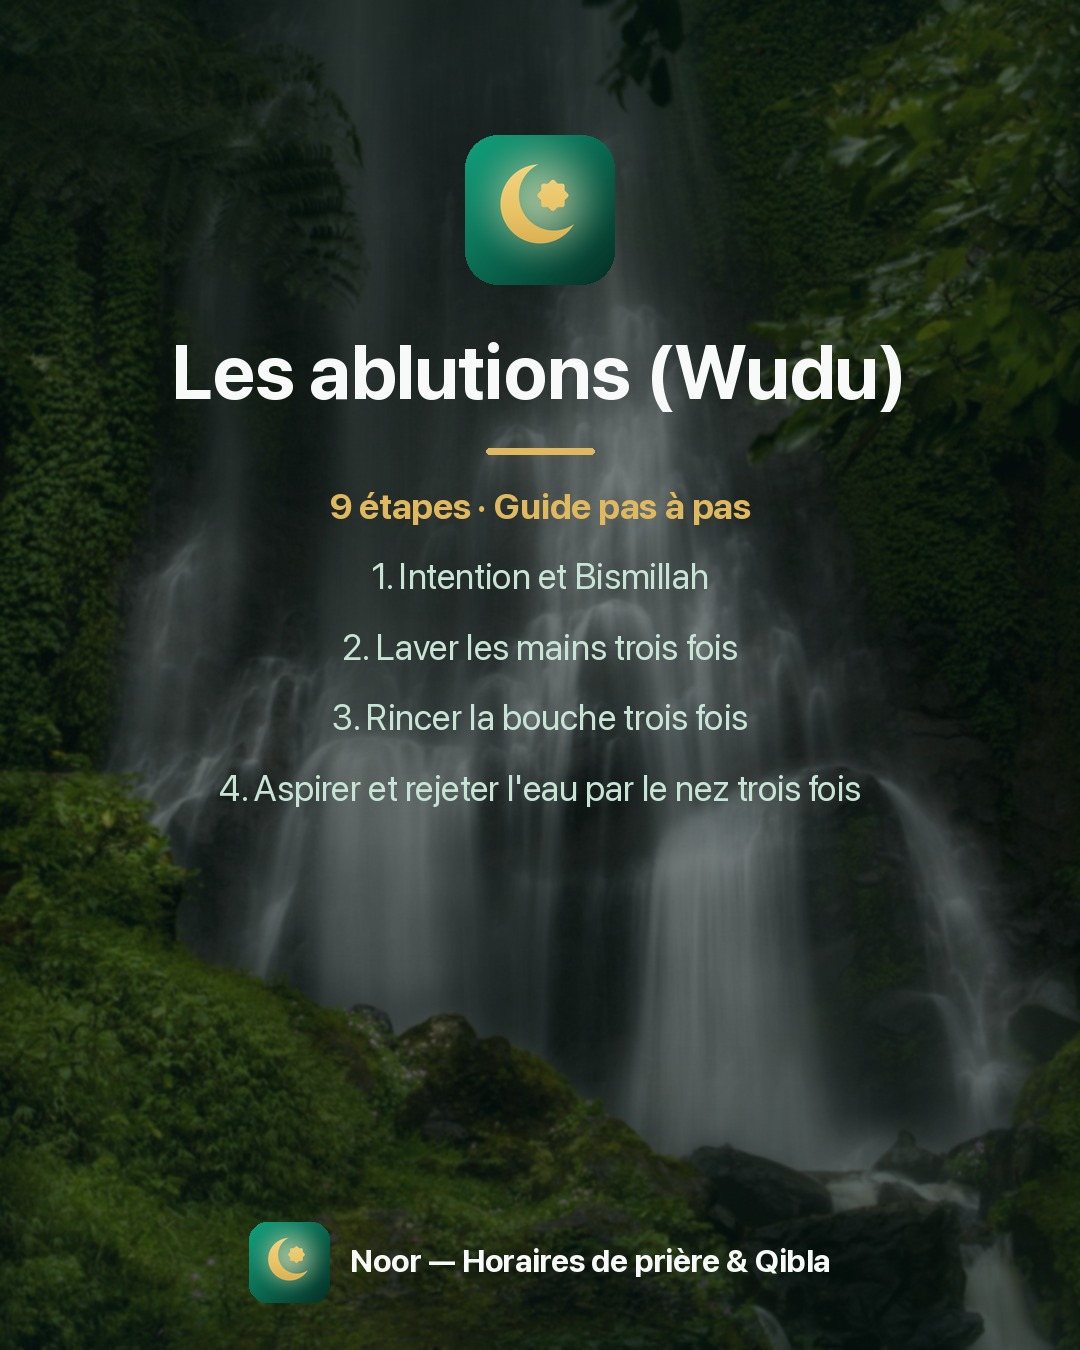 Les ablutions (Wudu)
9 étapes · Guide pas à pas
1. Intention et Bismillah
2. Laver les mains trois fois
3. Rincer la bouche trois fois
4. Aspirer et rejeter l'eau par le nez trois fois
Noor — Horaires de prière & Qibla